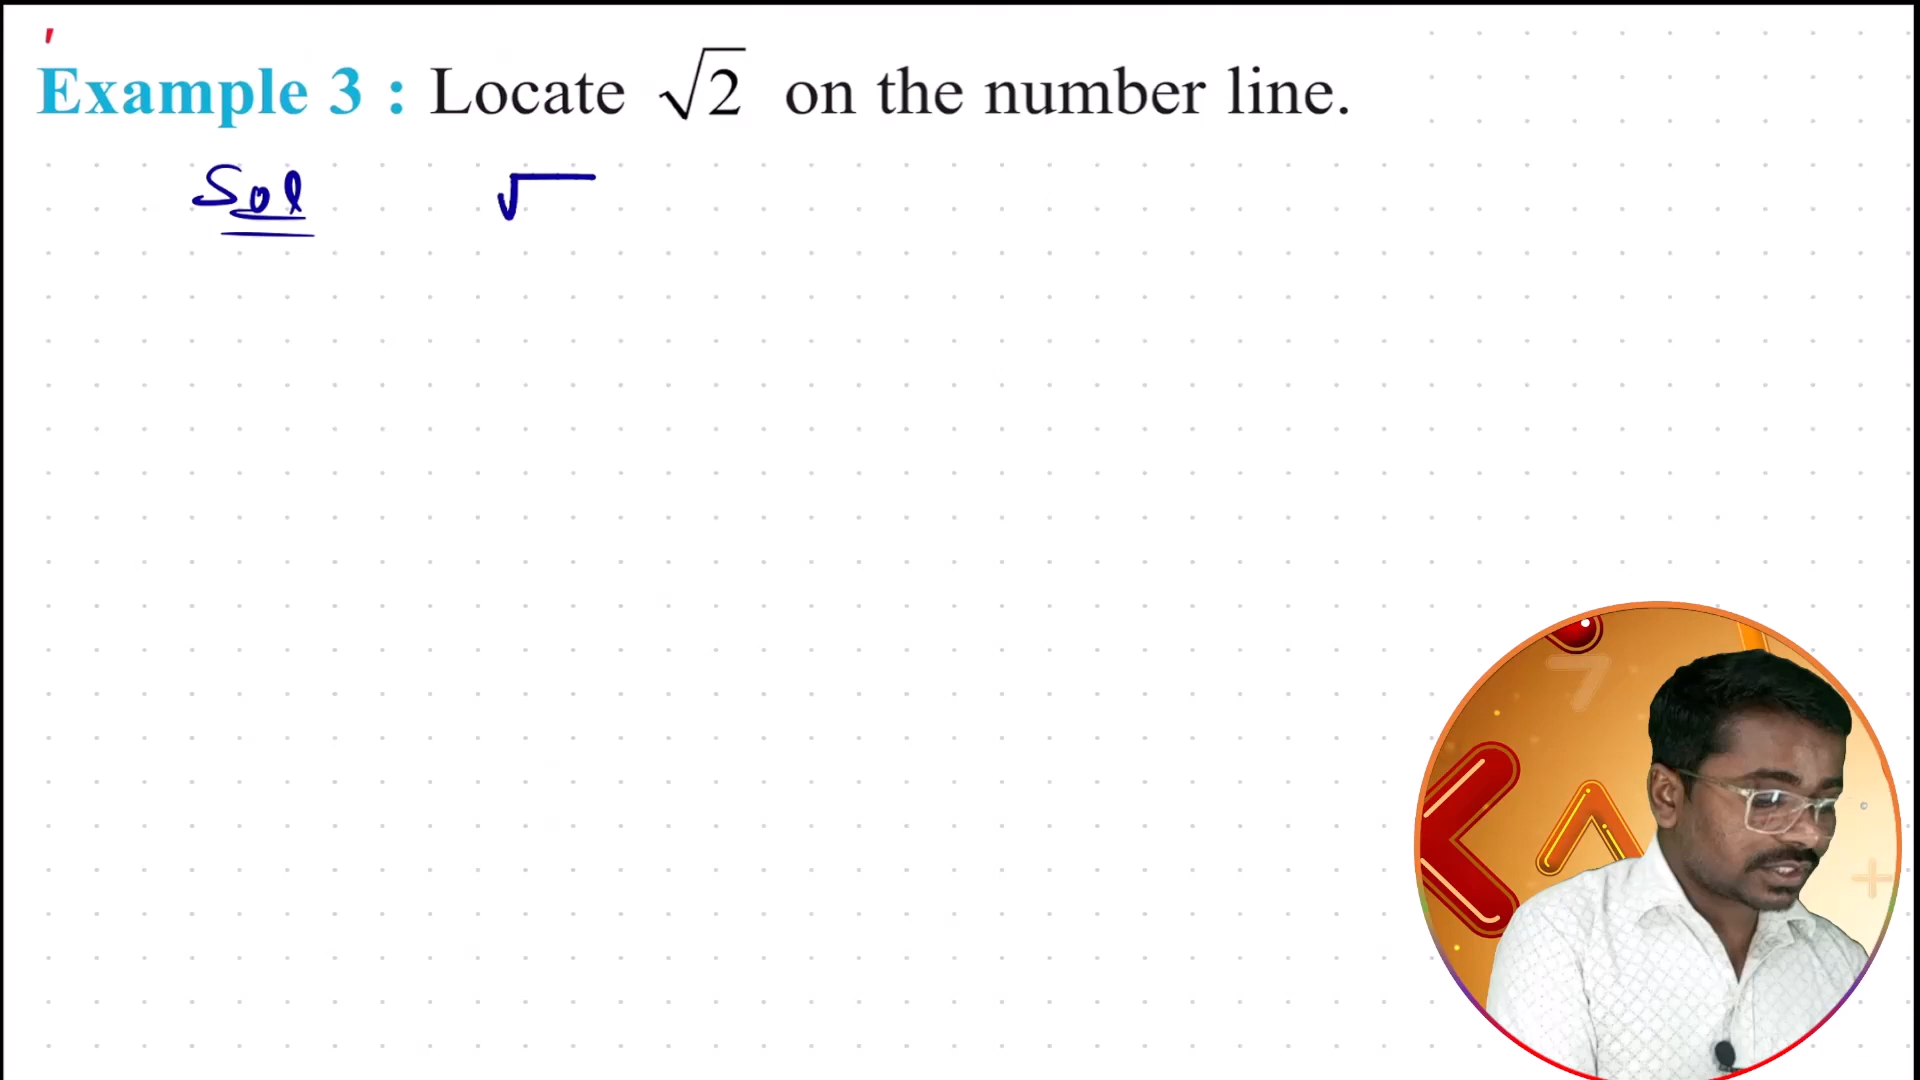 Example 3 : Locate √2 on the number line.
Sol √